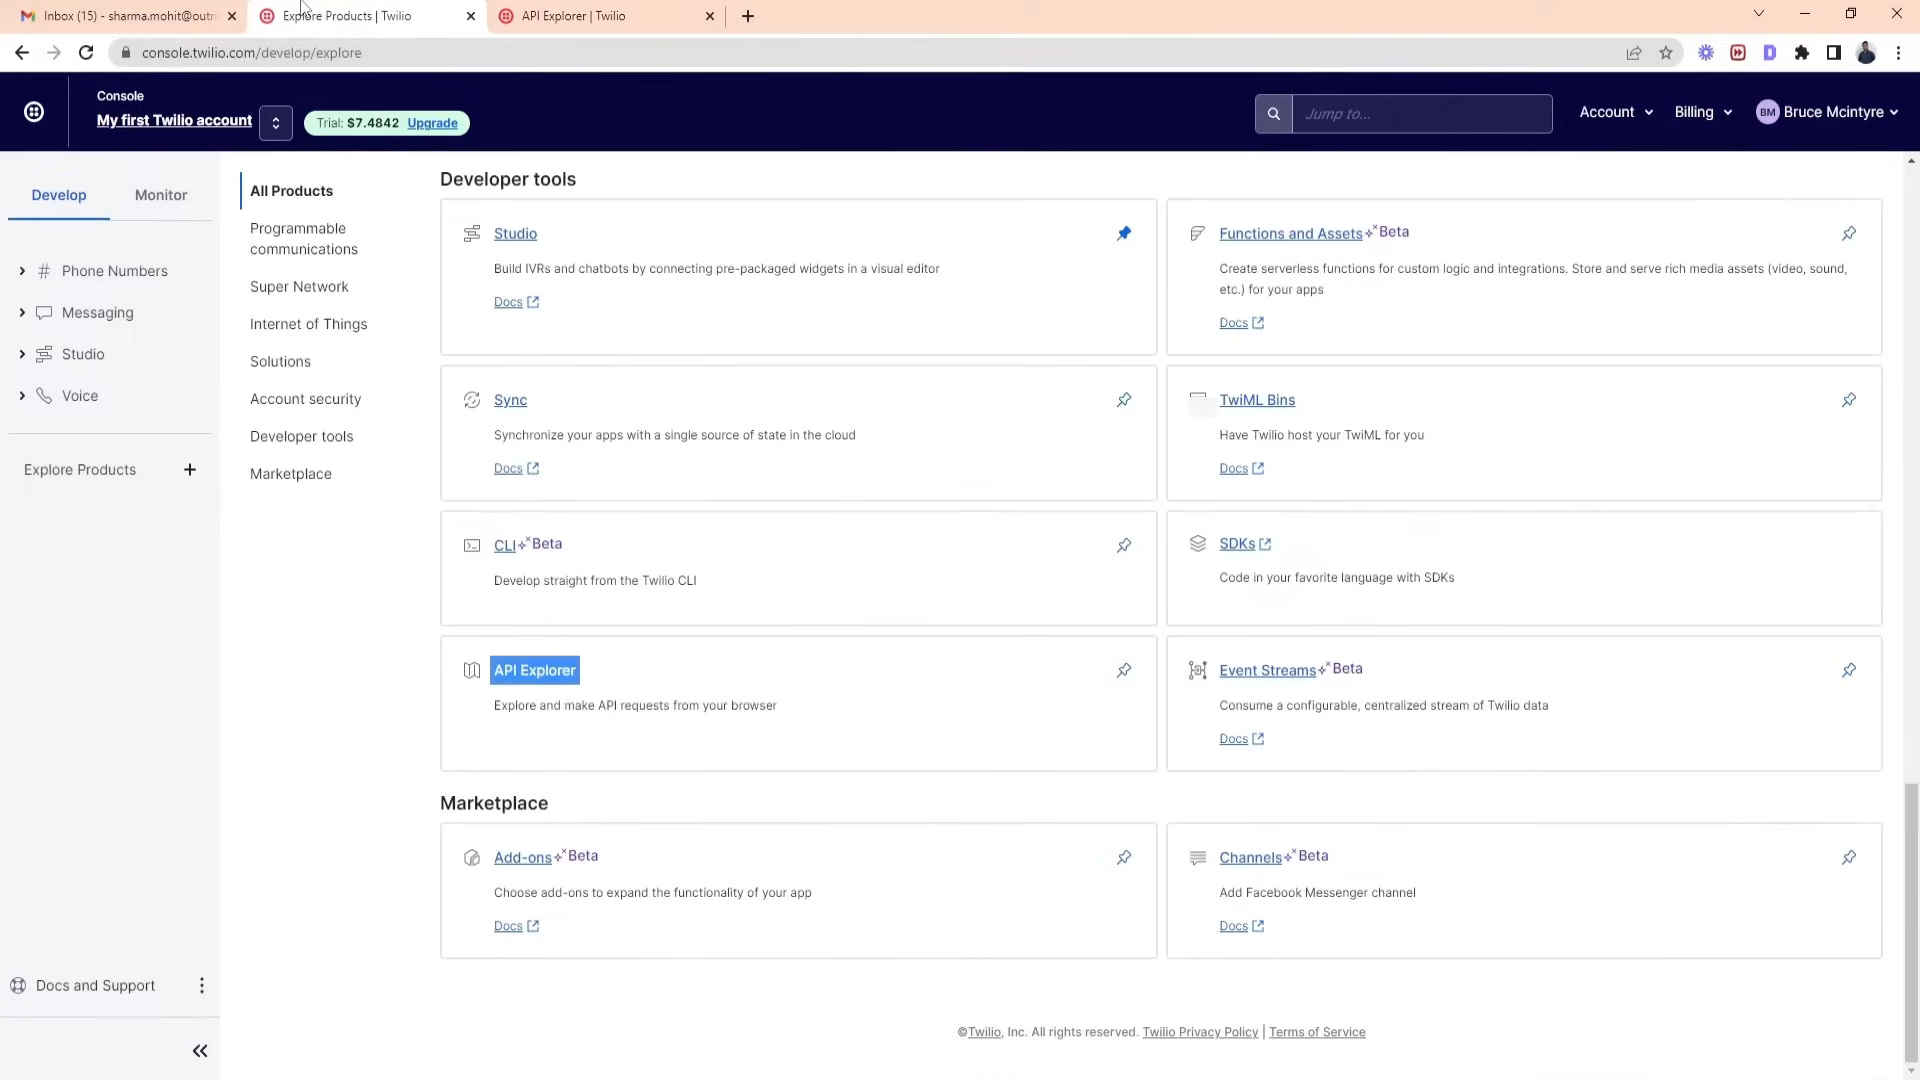 Inbox (15) - sharma.mohit@outr
Explore Products | Twilio
API Explorer | Twilio
console.twilio.com/develop/explore
Console
My first Twilio account
Trial: $7.4842 Upgrade
Jump to...
Account
Billing
BM
Bruce Mcintyre
Develop
Monitor
Phone Numbers
Messaging
Studio
Voice
Explore Products
Docs and Support
All Products
Programmable
communications
Super Network
Internet of Things
Solutions
Account security
Developer tools
Marketplace
Developer tools
Studio
Build IVRs and chatbots by connecting pre-packaged widgets in a visual editor
Docs
Functions and Assets Beta
Create serverless functions for custom logic and integrations. Store and serve rich media assets (video, sound,
etc.) for your apps
Docs
Sync
Synchronize your apps with a single source of state in the cloud
Docs
TwiML Bins
Have Twilio host your TwiML for you
Docs
CLI Beta
Develop straight from the Twilio CLI
SDKs
Code in your favorite language with SDKs
API Explorer
Explore and make API requests from your browser
Event Streams Beta
Consume a configurable, centralized stream of Twilio data
Docs
Marketplace
Add-ons Beta
Choose add-ons to expand the functionality of your app
Docs
Channels Beta
Add Facebook Messenger channel
Docs
©Twilio, Inc. All rights reserved. Twilio Privacy Policy | Terms of Service